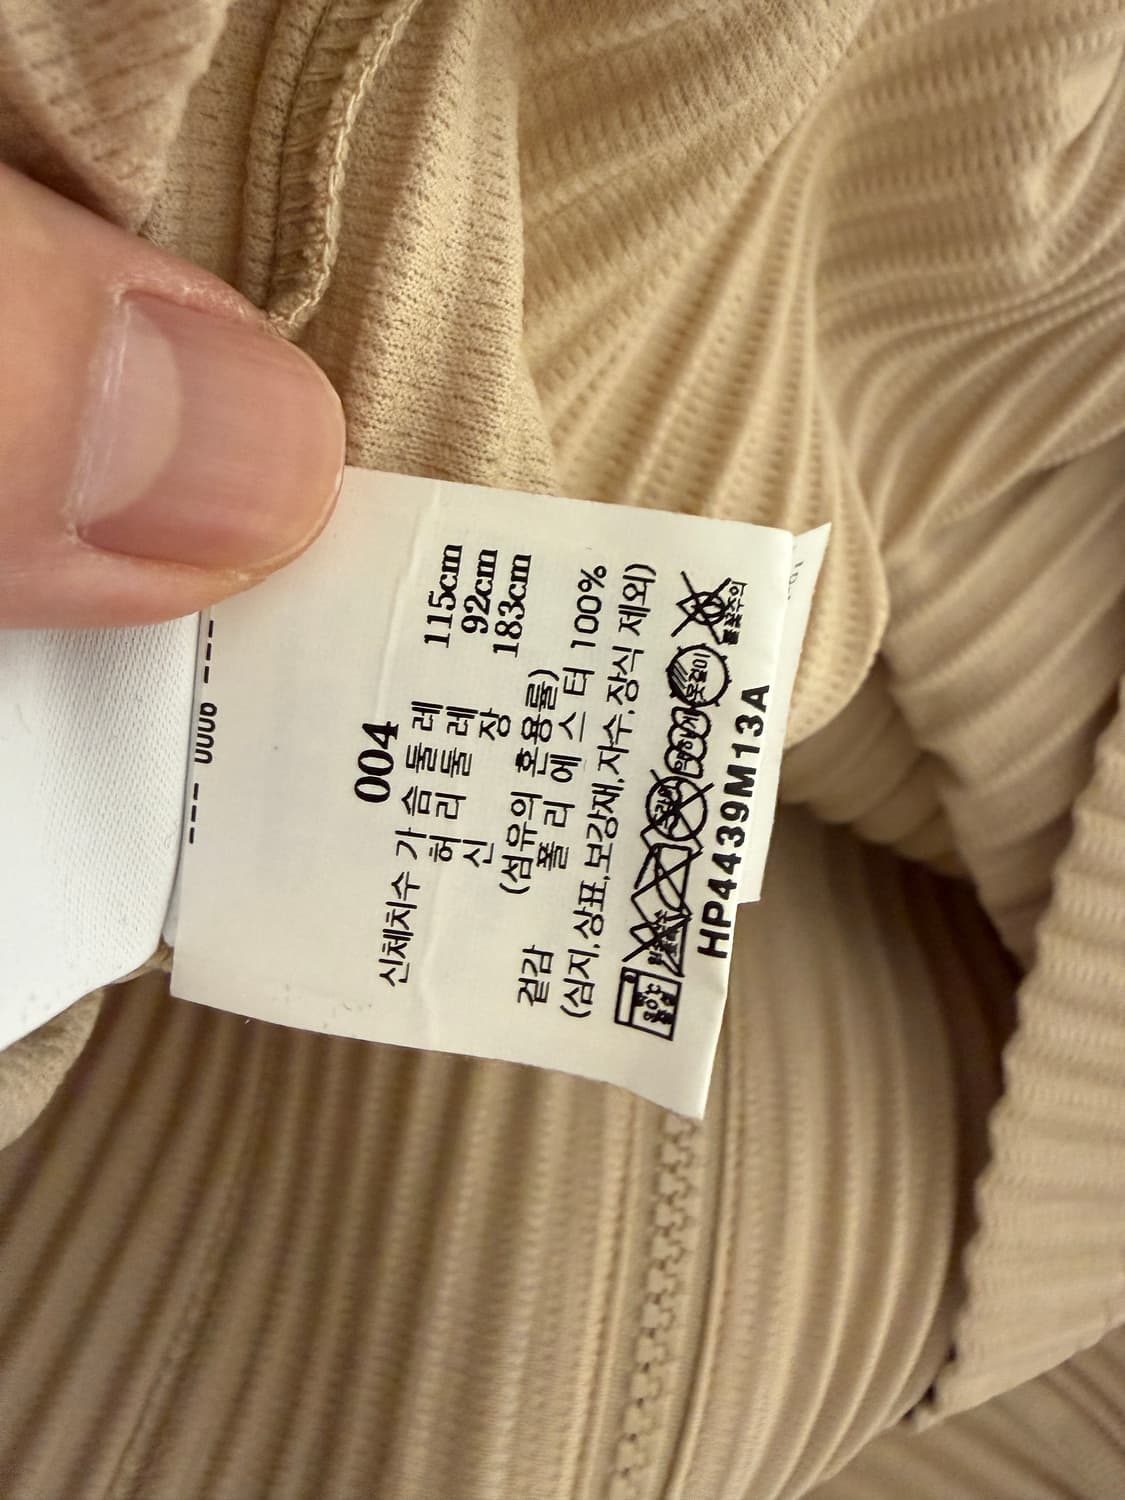 004
신체치수 가슴둘레 115cm
허리둘레 92cm
신장 183cm
(섬유의 혼용률)
겉감 폴리에스터 100%
(심지,상표,보강재,자수,장식 제외)
HP4439M13A